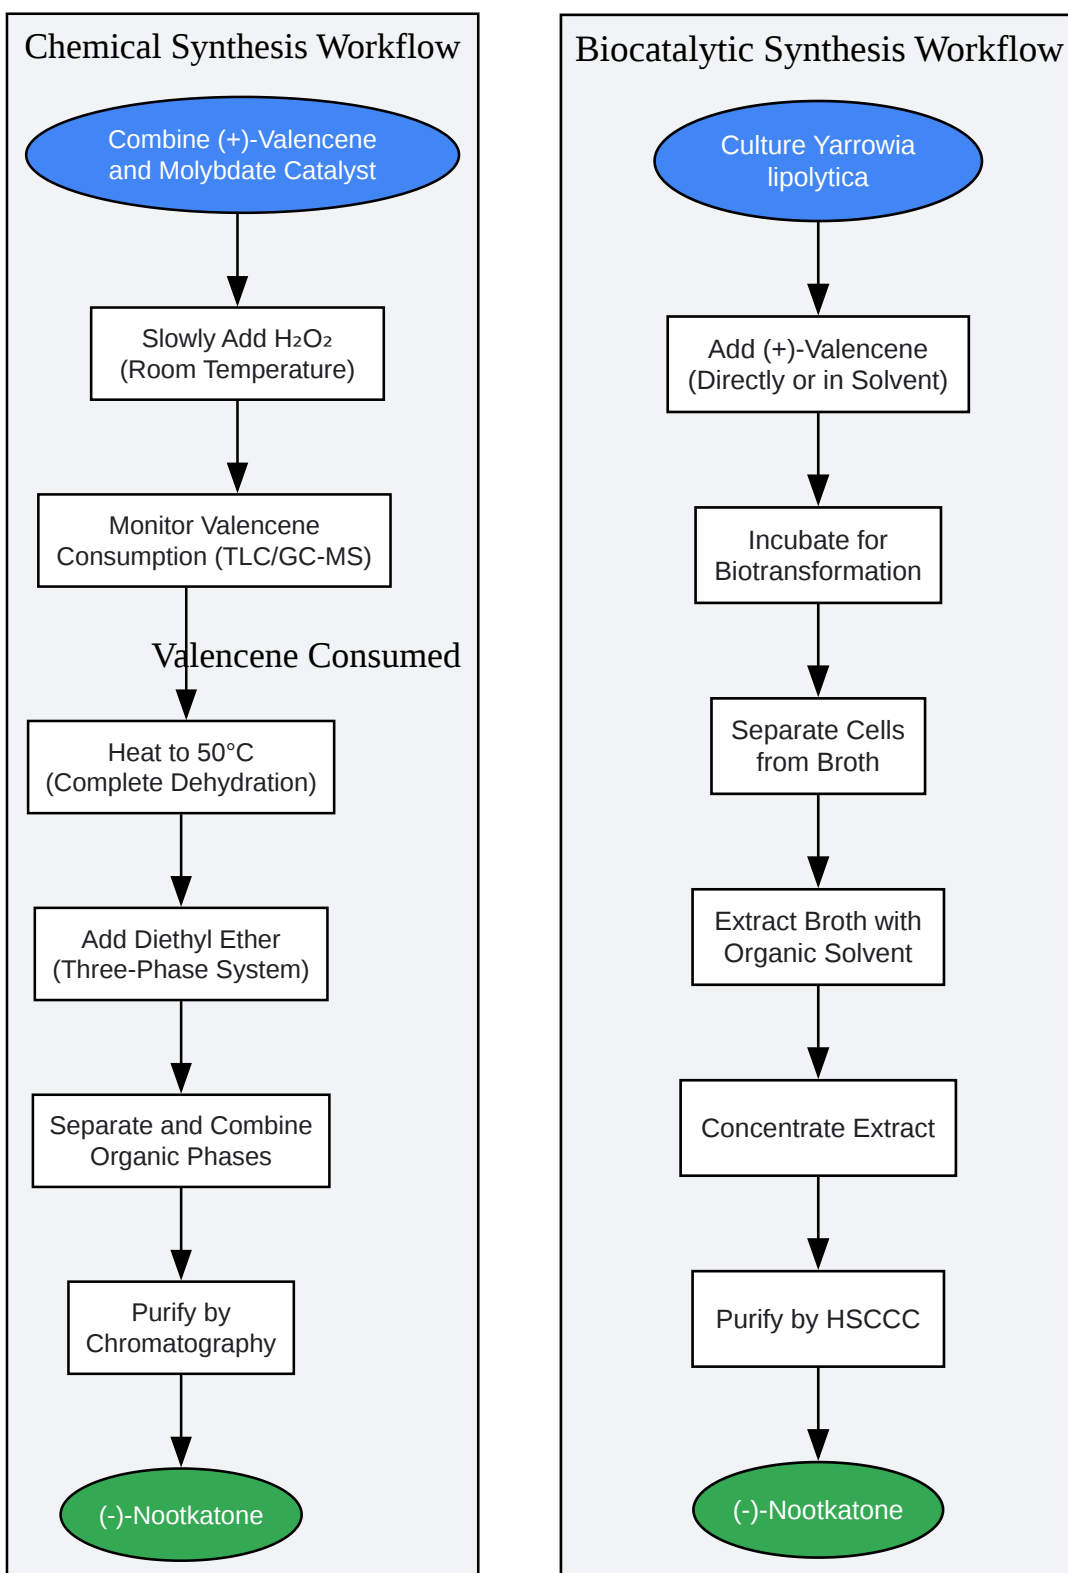 Chemical Synthesis Workflow
Combine (+)-Valencene
and Molybdate Catalyst
Slowly Add H₂O₂
(Room Temperature)
Monitor Valencene
Consumption (TLC/GC-MS)
Valencene Consumed
Heat to 50°C
(Complete Dehydration)
Add Diethyl Ether
(Three-Phase System)
Separate and Combine
Organic Phases
Purify by
Chromatography
(-)-Nootkatone
Biocatalytic Synthesis Workflow
Culture Yarrowia
lipolytica
Add (+)-Valencene
(Directly or in Solvent)
Incubate for
Biotransformation
Separate Cells
from Broth
Extract Broth with
Organic Solvent
Concentrate Extract
Purify by HSCCC
(-)-Nootkatone